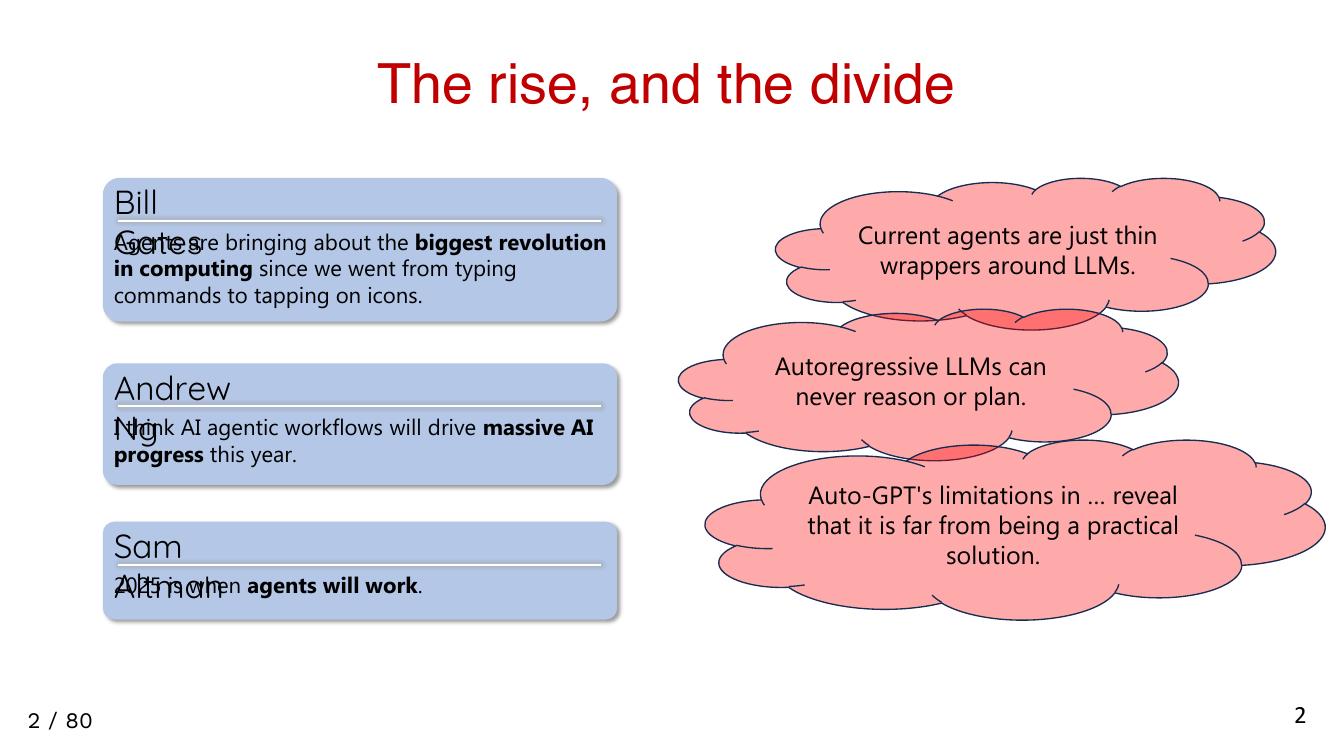 The rise, and the divide
Bill
Gates
Agents are bringing about the biggest revolution
in computing since we went from typing
commands to tapping on icons.
Andrew
Ng
I think AI agentic workflows will drive massive AI
progress this year.
Sam
Altman
2025 is when agents will work.
Current agents are just thin
wrappers around LLMs.
Autoregressive LLMs can
never reason or plan.
Auto-GPT's limitations in ... reveal
that it is far from being a practical
solution.
2 / 80
2